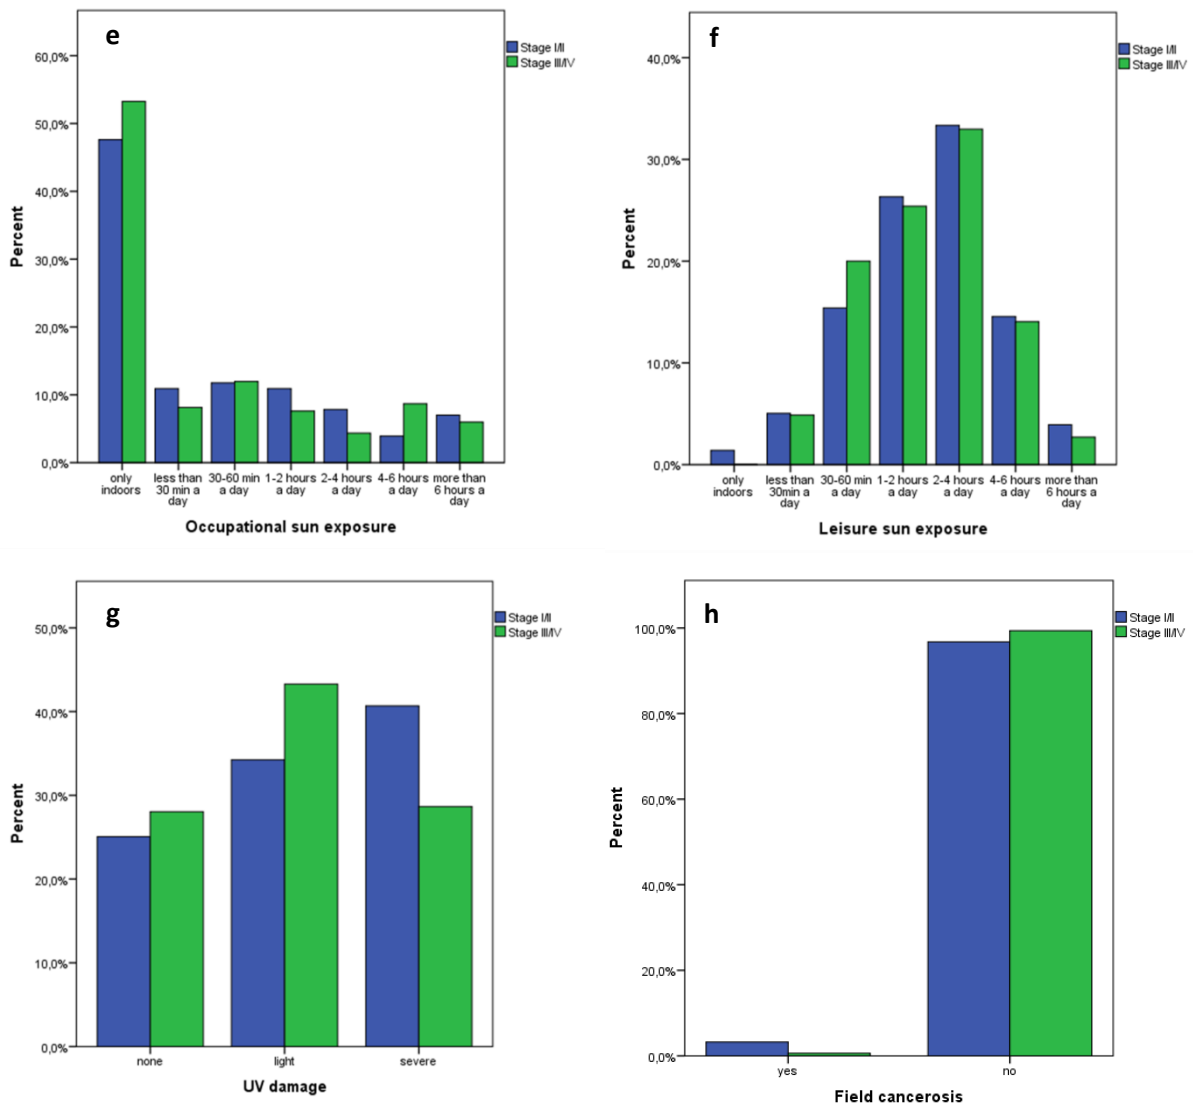 e
60,0%
50,0%
40,0%
30,0%
20,0%
10,0%
0,0%
Percent
only indoors
less than 30 min a day
30-60 min a day
1-2 hours a day
2-4 hours a day
4-6 hours a day
more than 6 hours a day
Occupational sun exposure
Stage I/II
Stage III/IV
f
40,0%
30,0%
20,0%
10,0%
0,0%
Percent
only indoors
less than 30min a day
30-60 min a day
1-2 hours a day
2-4 hours a day
4-6 hours a day
more than 6 hours a day
Leisure sun exposure
Stage I/II
Stage III/IV
g
50,0%
40,0%
30,0%
20,0%
10,0%
0,0%
Percent
none
light
severe
UV damage
Stage I/II
Stage III/IV
h
100,0%
80,0%
60,0%
40,0%
20,0%
0,0%
Percent
yes
no
Field cancerosis
Stage I/II
Stage III/IV